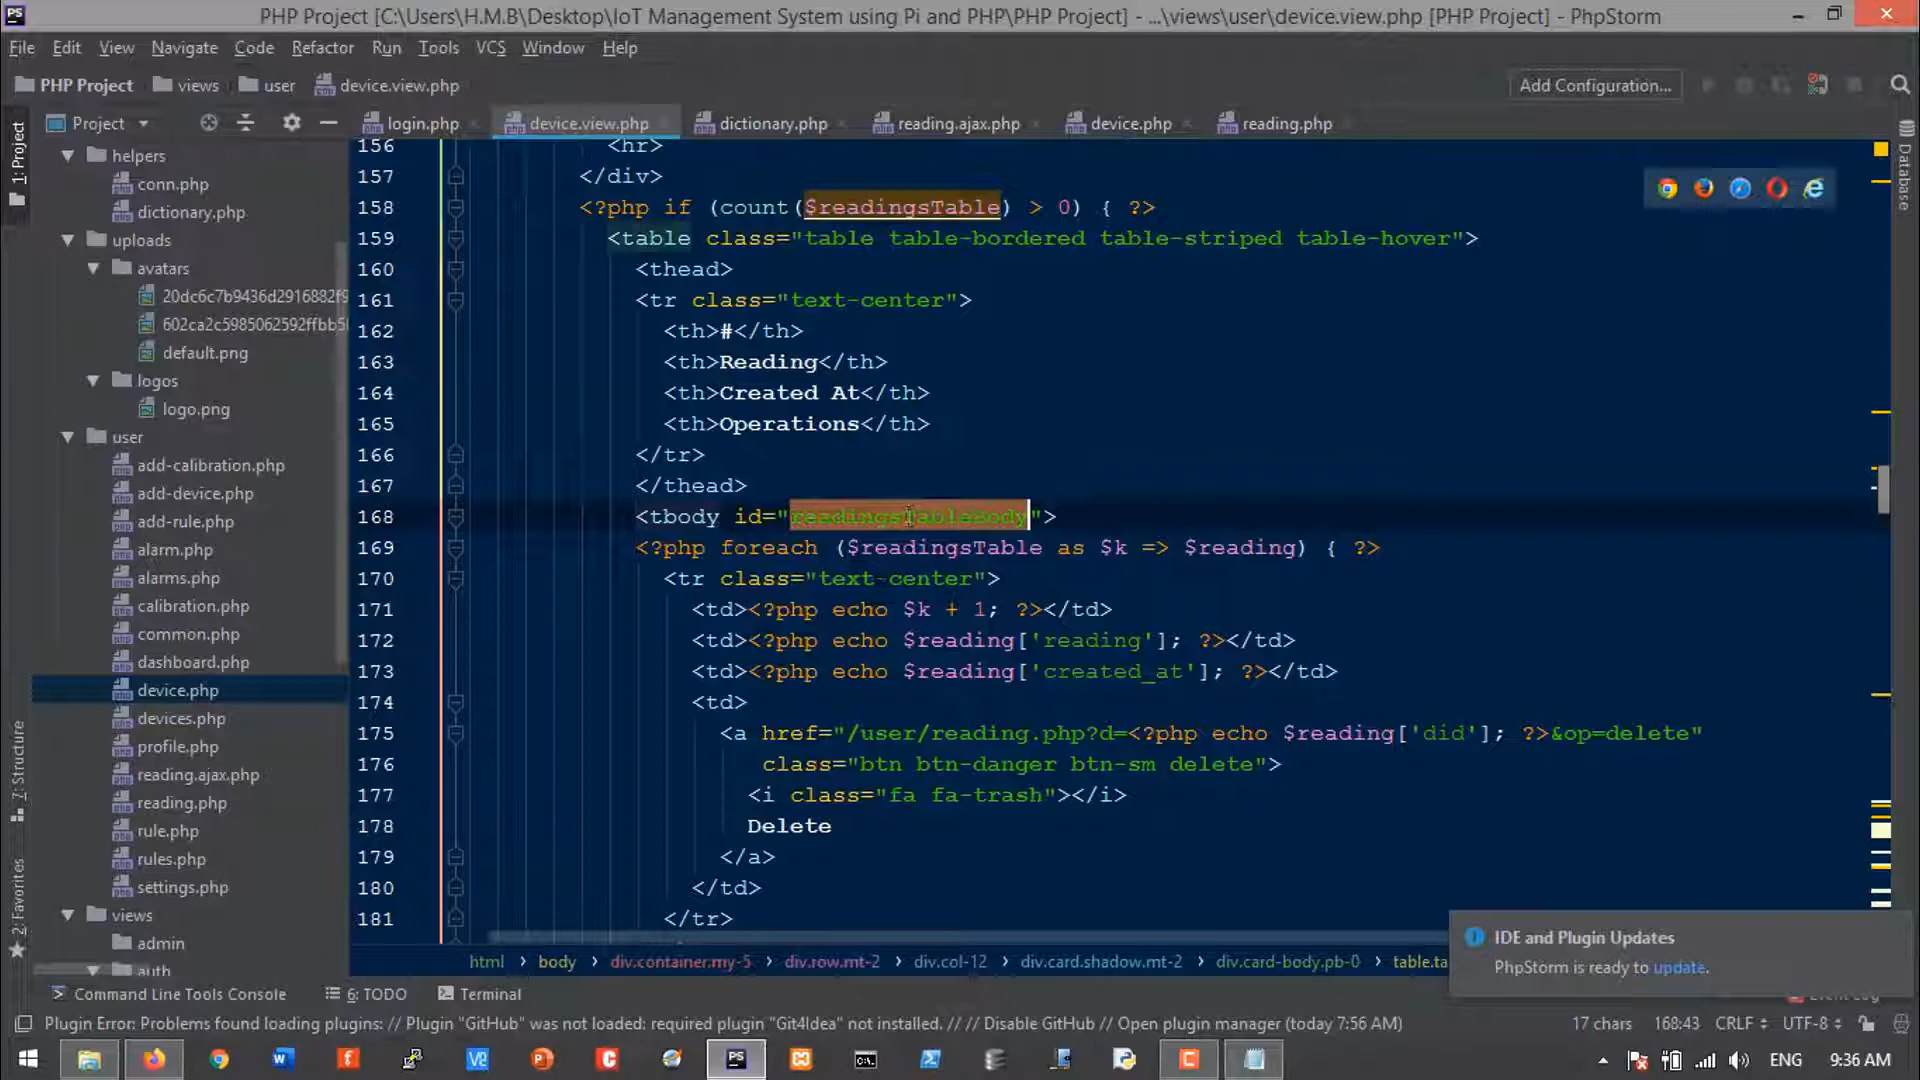 PHP Project [C:\Users\H.M.B\Desktop\IoT Management System using Pi and PHP\PHP Project] - ...\views\user\device.view.php [PHP Project] - PhpStorm
File Edit View Navigate Code Refactor Run Tools VCS Window Help
PHP Project views user device.view.php Add Configuration...
Project login.php device.view.php dictionary.php reading.ajax.php device.php reading.php
1: Project
7: Structure
2: Favorites
Database
helpers
conn.php
dictionary.php
uploads
avatars
20dc6c7b9436d2916882f9
602ca2c5985062592ffbb5
default.png
logos
logo.png
user
add-calibration.php
add-device.php
add-rule.php
alarm.php
alarms.php
calibration.php
common.php
dashboard.php
device.php
devices.php
profile.php
reading.ajax.php
reading.php
rule.php
rules.php
settings.php
views
admin
auth
156 <hr>
157 </div>
158 <?php if (count($readingsTable) > 0) { ?>
159 <table class="table table-bordered table-striped table-hover">
160 <thead>
161 <tr class="text-center">
162 <th>#</th>
163 <th>Reading</th>
164 <th>Created At</th>
165 <th>Operations</th>
166 </tr>
167 </thead>
168 <tbody id="readingsTableBody">
169 <?php foreach ($readingsTable as $k => $reading) { ?>
170 <tr class="text-center">
171 <td><?php echo $k + 1; ?></td>
172 <td><?php echo $reading['reading']; ?></td>
173 <td><?php echo $reading['created_at']; ?></td>
174 <td>
175 <a href="/user/reading.php?d=<?php echo $reading['did']; ?>&op=delete"
176 class="btn btn-danger btn-sm delete">
177 <i class="fa fa-trash"></i>
178 Delete
179 </a>
180 </td>
181 </tr>
IDE and Plugin Updates
PhpStorm is ready to update.
html › body › div.container.my-5 › div.row.mt-2 › div.col-12 › div.card.shadow.mt-2 › div.card-body.pb-0 › table.ta
Command Line Tools Console 6: TODO Terminal
Plugin Error: Problems found loading plugins: // Plugin "GitHub" was not loaded: required plugin "Git4Idea" not installed. // // Disable GitHub // Open plugin manager (today 7:56 AM) 17 chars 168:43 CRLF UTF-8
ENG 9:36 AM